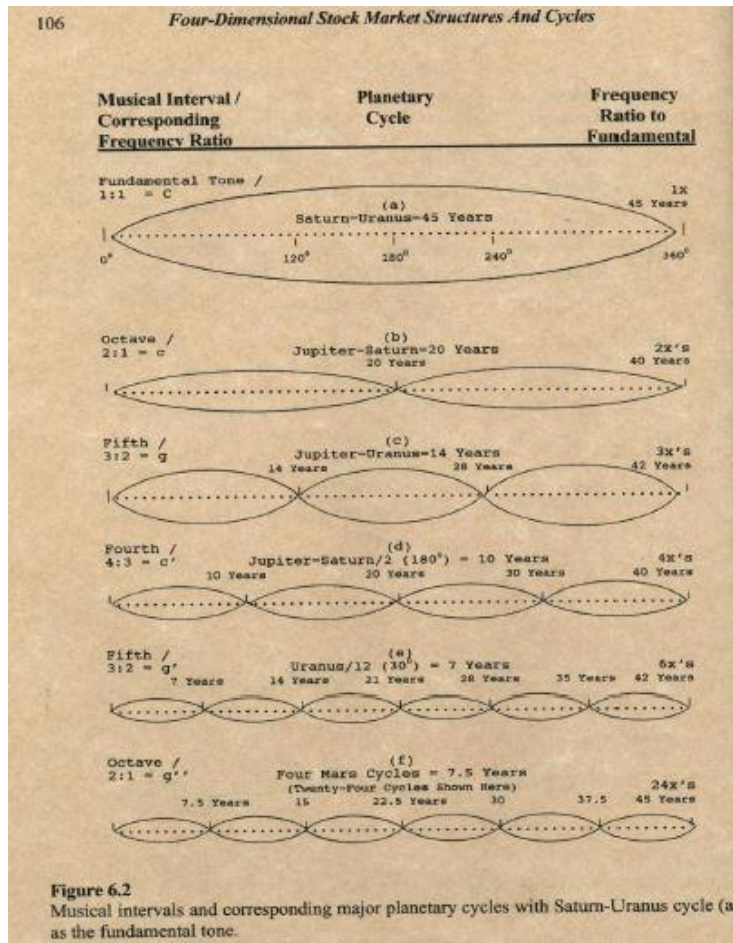 106
Four-Dimensional Stock Market Structures And Cycles
Musical Interval / Planetary Frequency
Corresponding Cycle Ratio to
Frequency Ratio Fundamental
Fundamental Tone / 1x
1:1 = C (a) 45 Years
Saturn-Uranus=45 Years
0° 120° 180° 240° 360°
Octave / (b)
2:1 = c Jupiter-Saturn=20 Years 2x's
20 Years 40 Years
Fifth / (c)
3:2 = g Jupiter-Uranus=14 Years 3x's
14 Years 28 Years 42 Years
Fourth / (d)
4:3 = c' Jupiter-Saturn/2 (180°) = 10 Years 4x's
10 Years 20 Years 30 Years 40 Years
Fifth / (e)
3:2 = g' Uranus/12 (30°) = 7 Years 6x's
7 Years 14 Years 21 Years 28 Years 35 Years 42 Years
Octave / (f)
2:1 = g'' Four Mars Cycles = 7.5 Years
(Twenty-Four Cycles Shown Here) 24x's
7.5 Years 15 22.5 Years 30 37.5 45 Years
Figure 6.2
Musical intervals and corresponding major planetary cycles with Saturn-Uranus cycle (a
as the fundamental tone.